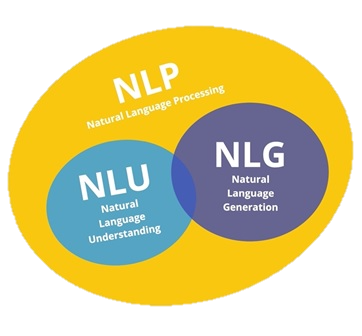 NLP
Natural Language Processing
NLU
Natural
Language
Understanding
NLG
Natural
Language
Generation